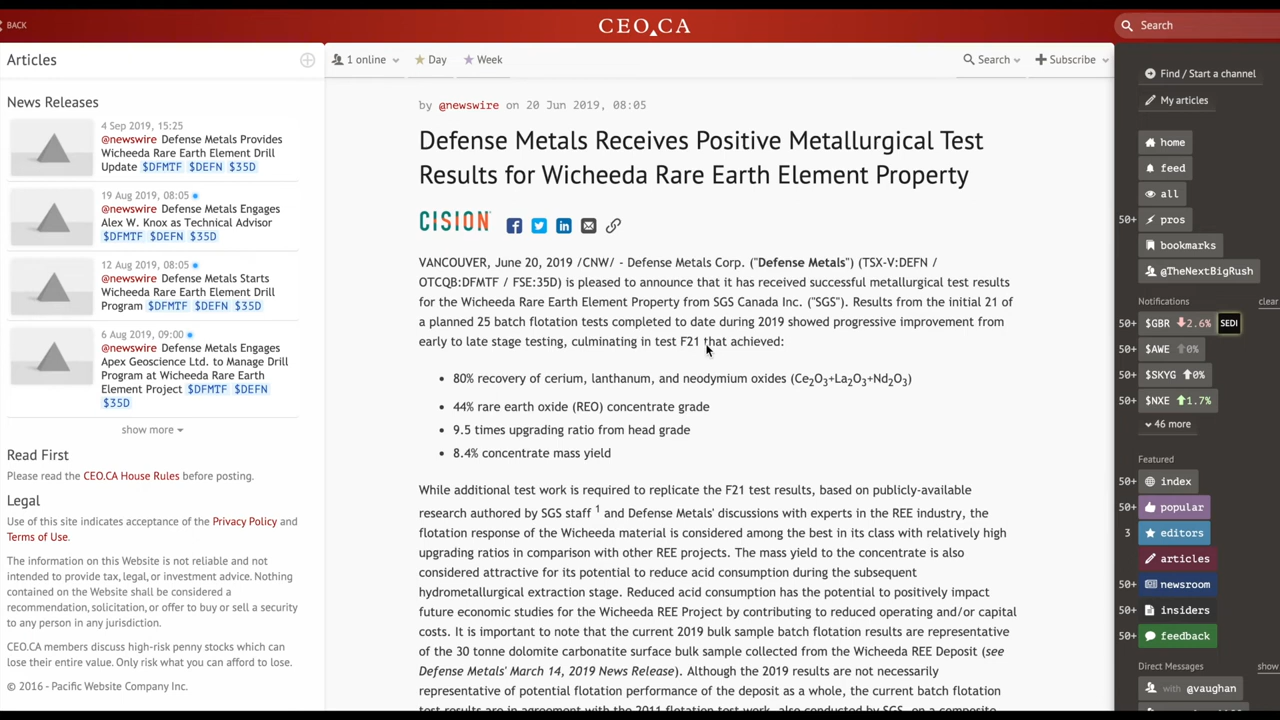 BACK
CEO.CA
Search
Articles
1 online
Day
Week
Search
Subscribe
News Releases
4 Sep 2019, 15:25
@newswire Defense Metals Provides
Wicheeda Rare Earth Element Drill
Update $DFMTF $DEFN $35D
19 Aug 2019, 08:05
@newswire Defense Metals Engages
Alex W. Knox as Technical Advisor
$DFMTF $DEFN $35D
12 Aug 2019, 08:05
@newswire Defense Metals Starts
Wicheeda Rare Earth Element Drill
Program $DFMTF $DEFN $35D
6 Aug 2019, 09:00
@newswire Defense Metals Engages
Apex Geoscience Ltd. to Manage Drill
Program at Wicheeda Rare Earth
Element Project $DFMTF $DEFN
$35D
show more
Read First
Please read the CEO.CA House Rules before posting.
Legal
Use of this site indicates acceptance of the Privacy Policy and
Terms of Use.
The information on this Website is not reliable and not
intended to provide tax, legal, or investment advice. Nothing
contained on the Website shall be considered a
recommendation, solicitation, or offer to buy or sell a security
to any person in any jurisdiction.
CEO.CA members discuss high-risk penny stocks which can
lose their entire value. Only risk what you can afford to lose.
© 2016 - Pacific Website Company Inc.
by @newswire on 20 Jun 2019, 08:05
Defense Metals Receives Positive Metallurgical Test
Results for Wicheeda Rare Earth Element Property
CISION
VANCOUVER, June 20, 2019 /CNW/ - Defense Metals Corp. ("Defense Metals") (TSX-V:DEFN /
OTCQB:DFMTF / FSE:35D) is pleased to announce that it has received successful metallurgical test results
for the Wicheeda Rare Earth Element Property from SGS Canada Inc. ("SGS"). Results from the initial 21 of
a planned 25 batch flotation tests completed to date during 2019 showed progressive improvement from
early to late stage testing, culminating in test F21 that achieved:
• 80% recovery of cerium, lanthanum, and neodymium oxides (Ce2O3+La2O3+Nd2O3)
• 44% rare earth oxide (REO) concentrate grade
• 9.5 times upgrading ratio from head grade
• 8.4% concentrate mass yield
While additional test work is required to replicate the F21 test results, based on publicly-available
research authored by SGS staff 1 and Defense Metals' discussions with experts in the REE industry, the
flotation response of the Wicheeda material is considered among the best in its class with relatively high
upgrading ratios in comparison with other REE projects. The mass yield to the concentrate is also
considered attractive for its potential to reduce acid consumption during the subsequent
hydrometallurgical extraction stage. Reduced acid consumption has the potential to positively impact
future economic studies for the Wicheeda REE Project by contributing to reduced operating and/or capital
costs. It is important to note that the current 2019 bulk sample batch flotation results are representative
of the 30 tonne dolomite carbonatite surface bulk sample collected from the Wicheeda REE Deposit (see
Defense Metals' March 14, 2019 News Release). Although the 2019 results are not necessarily
representative of potential flotation performance of the deposit as a whole, the current batch flotation
test results are in agreement with the 2011 flotation test work, also conducted by SGS, on a composite
Find / Start a channel
My articles
home
feed
all
50+ pros
bookmarks
@TheNextBigRush
Notifications clear
50+ $GBR 2.6% SEDI
50+ $AWE 0%
50+ $SKYG 0%
50+ $NXE 1.7%
46 more
Featured
50+ index
50+ popular
3 editors
articles
50+ newsroom
50+ insiders
50+ feedback
Direct Messages show
with @vaughan